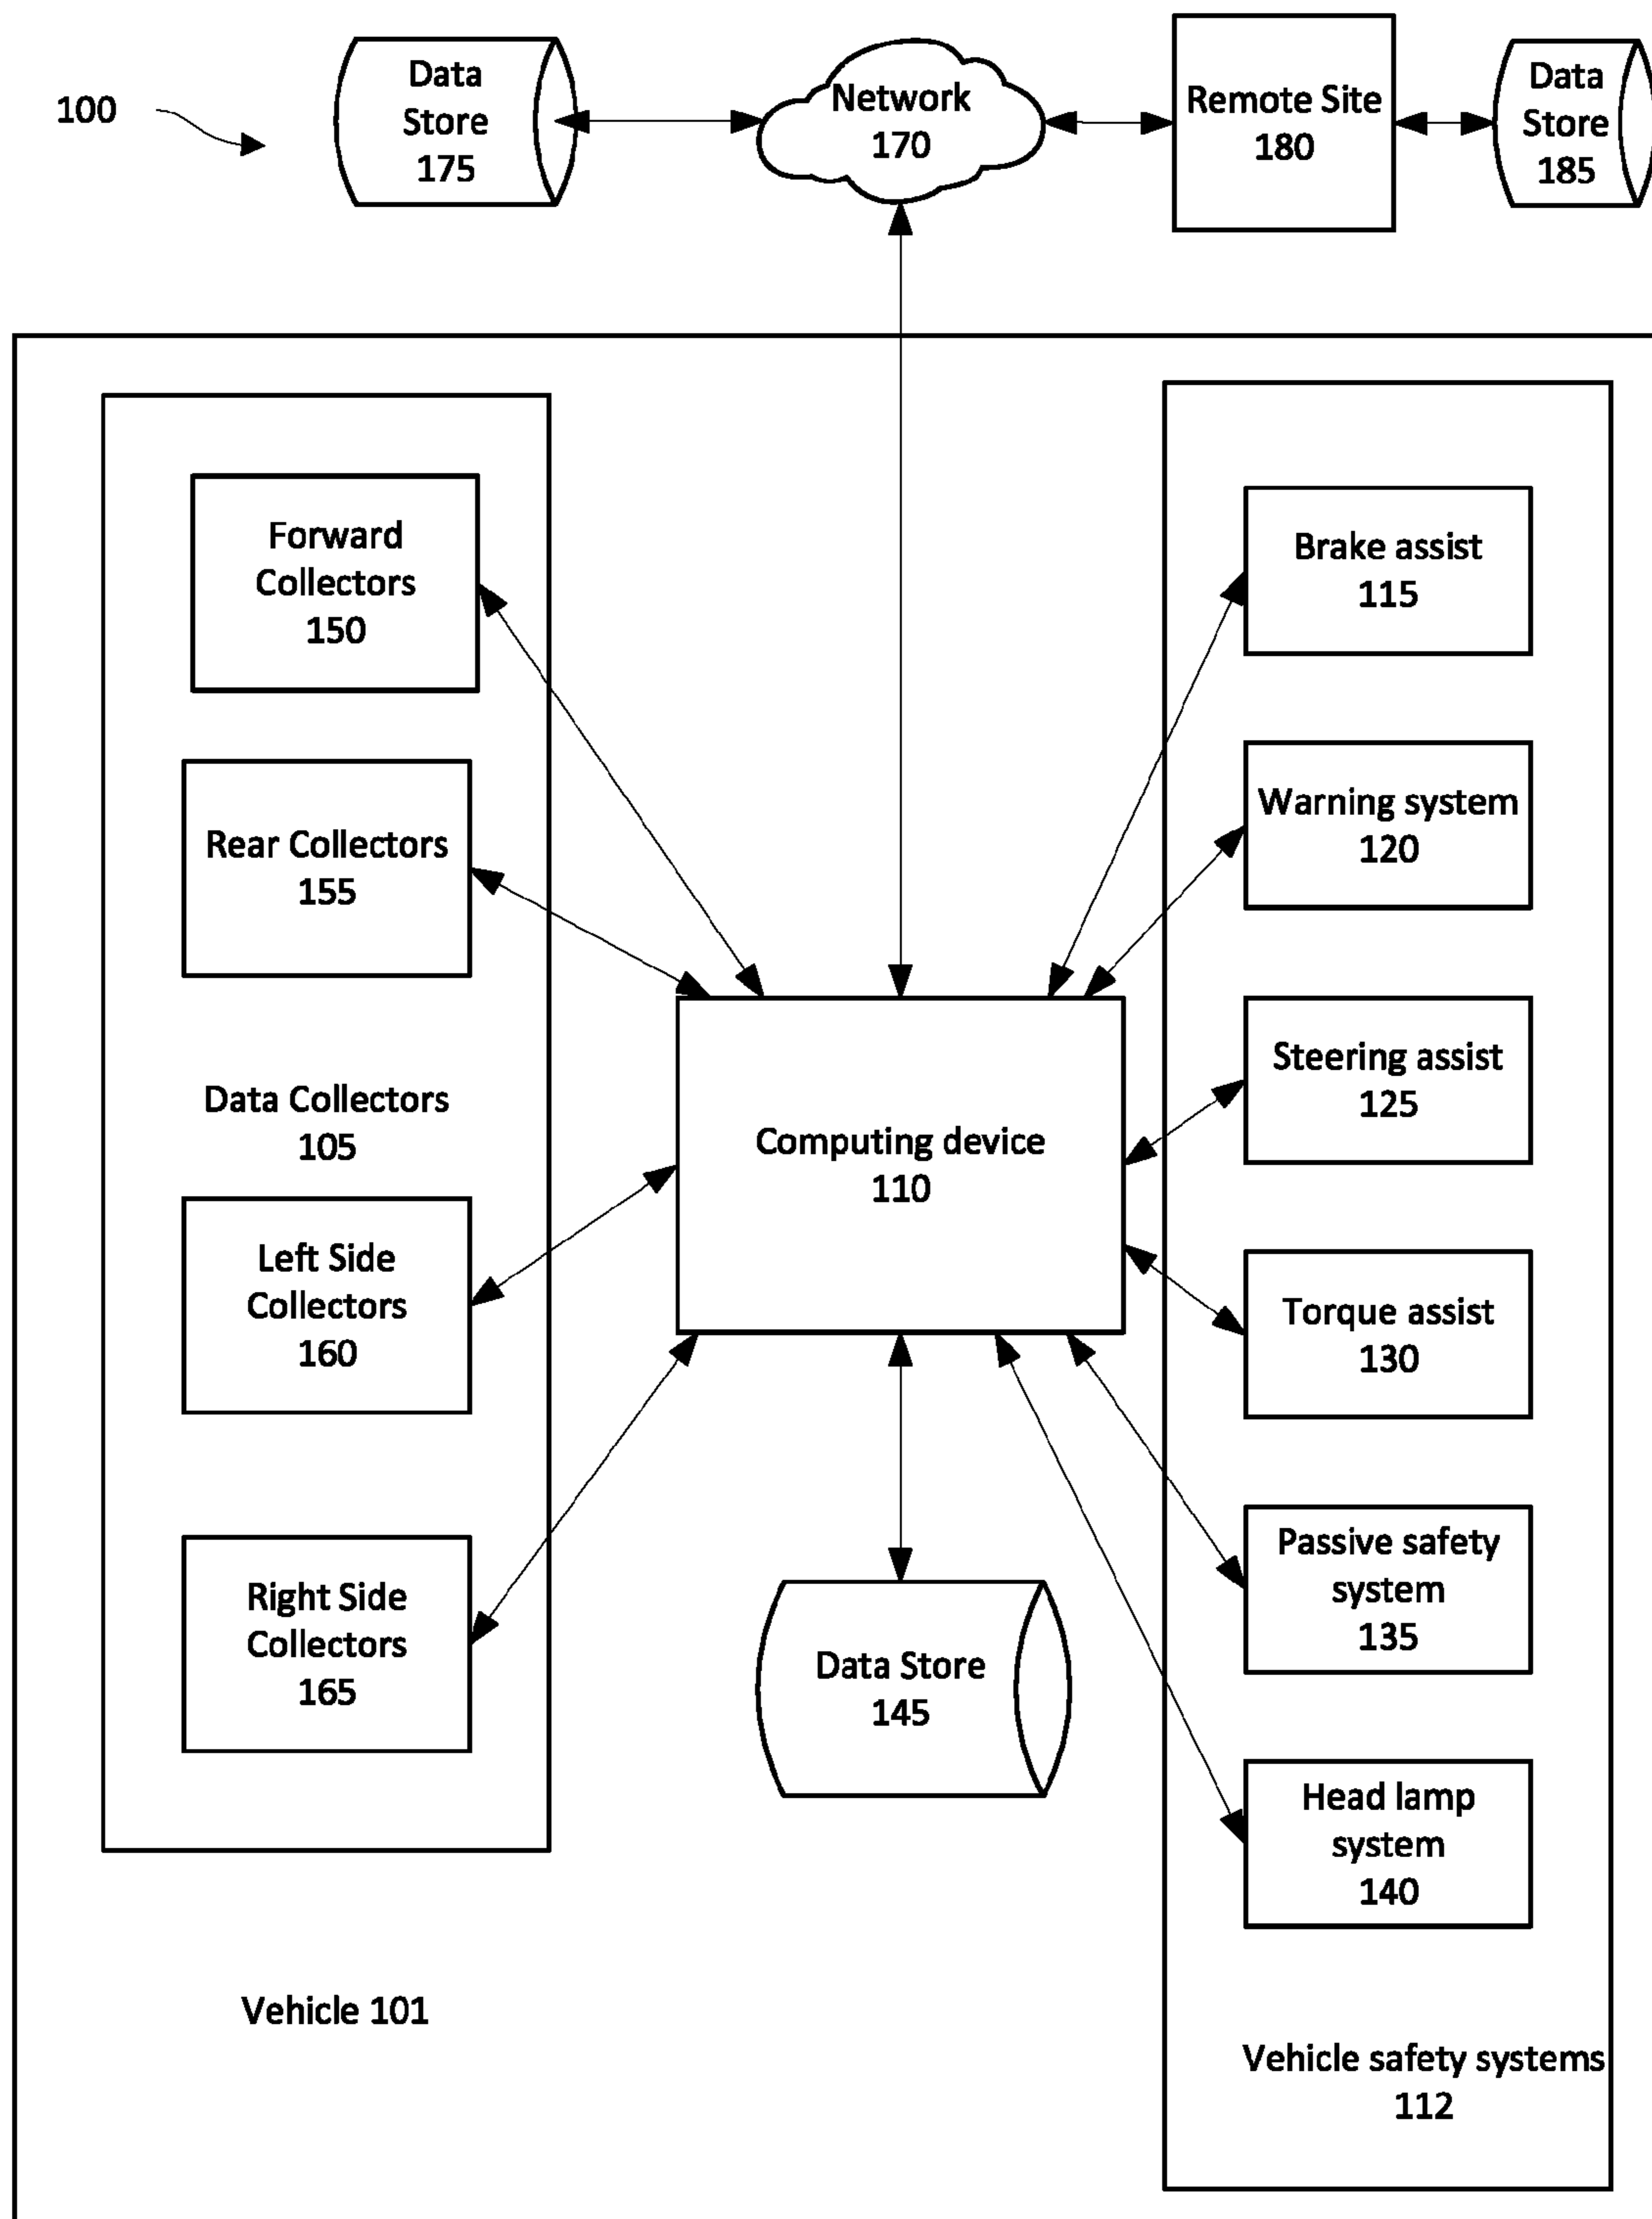 100
Data
Store
175
Network
170
Remote Site
180
Data
Store
185
Forward
Collectors
150
Rear Collectors
155
Data Collectors
105
Left Side
Collectors
160
Right Side
Collectors
165
Vehicle 101
Computing device
110
Data Store
145
Brake assist
115
Warning system
120
Steering assist
125
Torque assist
130
Passive safety
system
135
Head lamp
system
140
Vehicle safety systems
112